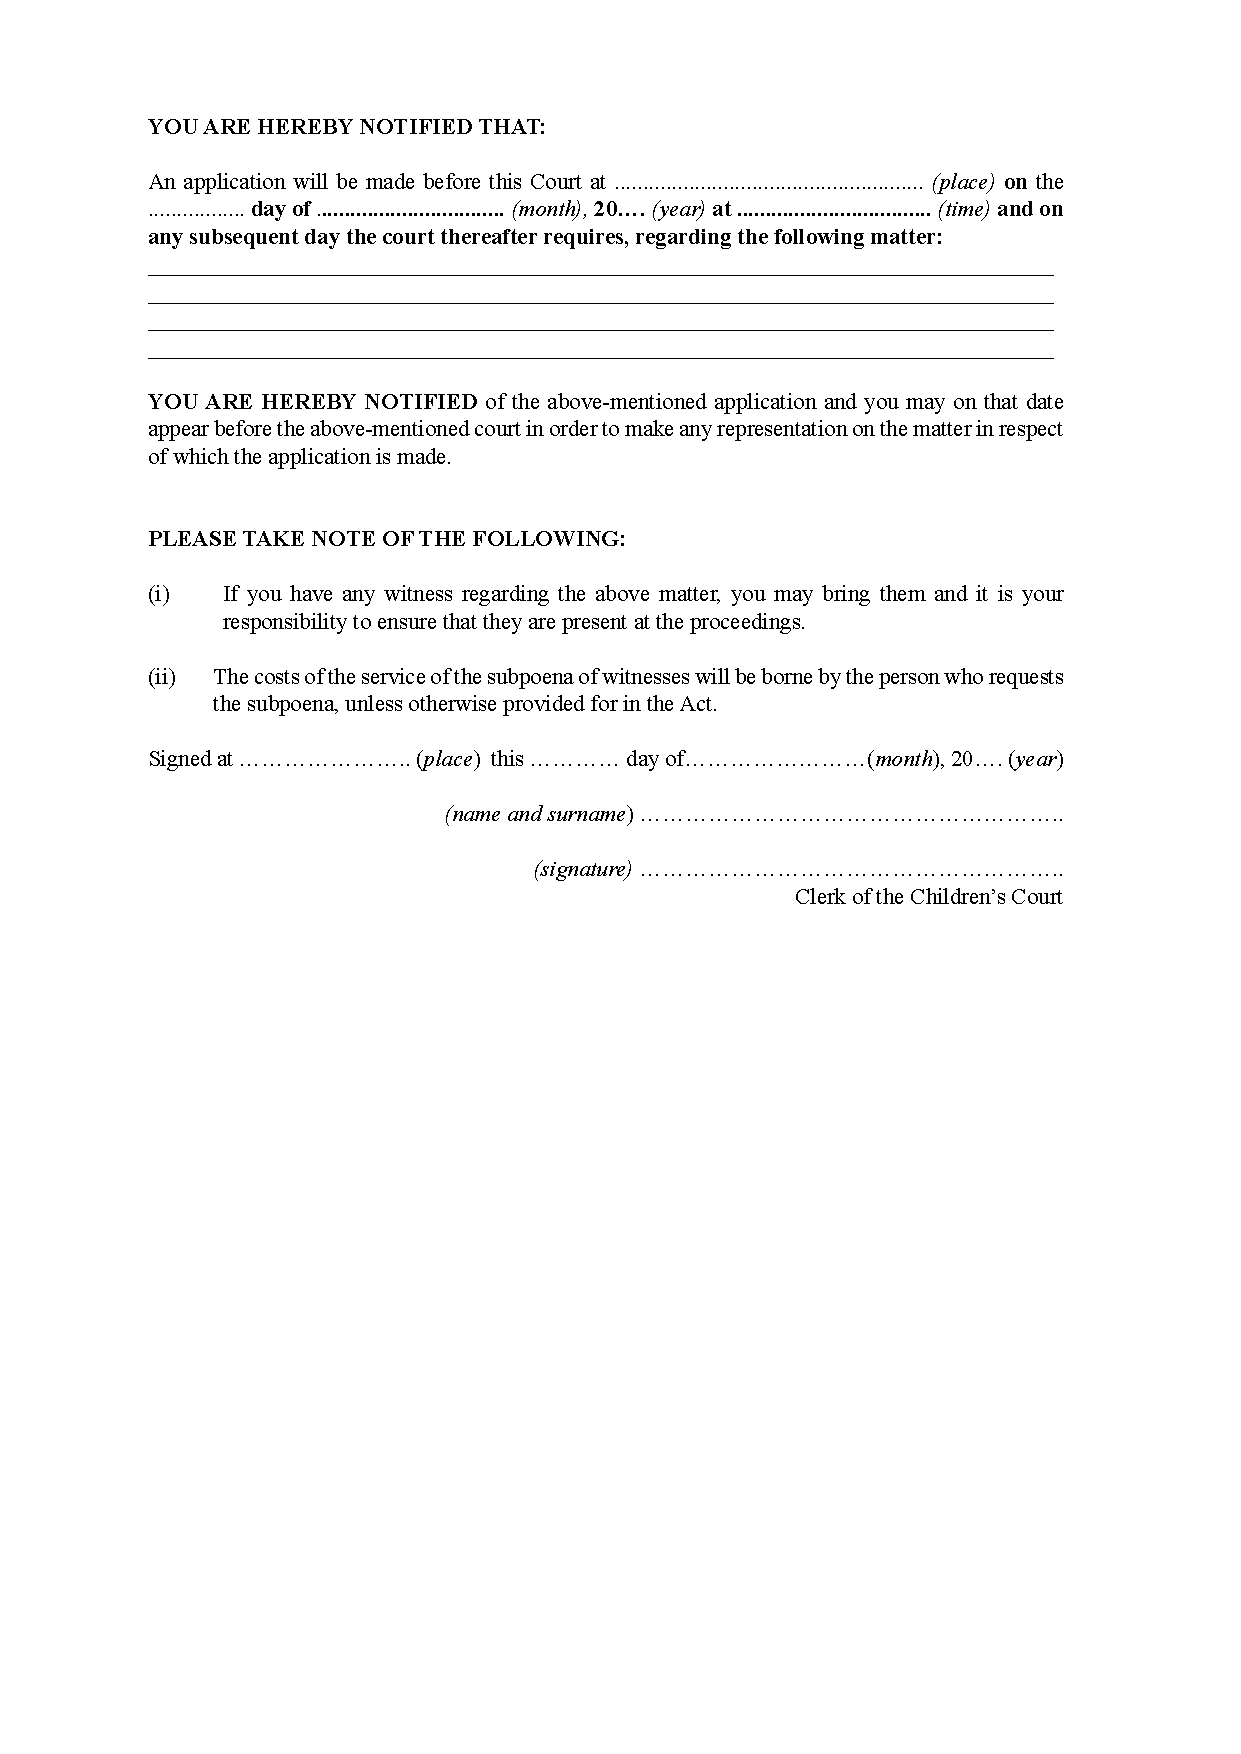 YOU ARE HEREBY NOTIFIED THAT:
An application will be made before this Court at ...................................................... (place) on the
................. day of ................................. (month), 20…. (year) at .................................. (time) and on
any subsequent day the court thereafter requires, regarding the following matter:
__________________________________________________________________________________
__________________________________________________________________________________
__________________________________________________________________________________
__________________________________________________________________________________
YOU ARE HEREBY NOTIFIED of the above-mentioned application and you may on that date
appear before the above-mentioned court in order to make any representation on the matter in respect
of which the application is made.
PLEASE TAKE NOTE OF THE FOLLOWING:
(i) If you have any witness regarding the above matter, you may bring them and it is your
responsibility to ensure that they are present at the proceedings.
(ii) The costs of the service of the subpoena of witnesses will be borne by the person who requests
the subpoena, unless otherwise provided for in the Act.
Signed at ………………….. (place) this ………… day of……………………(month), 20…. (year)
(name and surname) ………………………………………………..
(signature) ………………………………………………..
Clerk of the Children’s Court